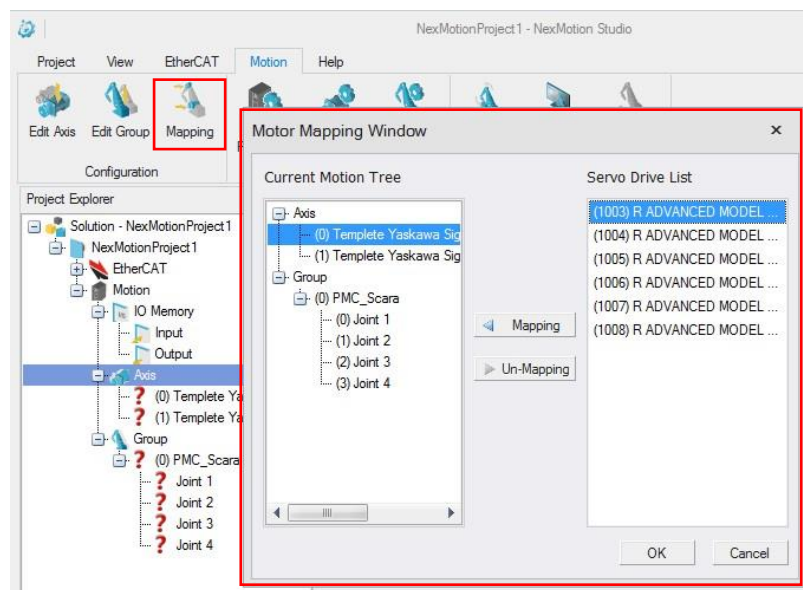 NexMotionProject1 - NexMotion Studio
Project View EtherCAT Motion Help
Edit Axis Edit Group Mapping
Configuration
Project Explorer
Solution - NexMotionProject1
NexMotionProject1
EtherCAT
Motion
IO Memory
Input
Output
Axis
(0) Templete Ya
(1) Templete Ya
Group
(0) PMC_Scara
Joint 1
Joint 2
Joint 3
Joint 4
Motor Mapping Window
Current Motion Tree
Axis
(0) Templete Yaskawa Sig
(1) Templete Yaskawa Sig
Group
(0) PMC_Scara
(0) Joint 1
(1) Joint 2
(2) Joint 3
(3) Joint 4
Mapping
Un-Mapping
Servo Drive List
(1003) R ADVANCED MODEL ...
(1004) R ADVANCED MODEL ...
(1005) R ADVANCED MODEL ...
(1006) R ADVANCED MODEL ...
(1007) R ADVANCED MODEL ...
(1008) R ADVANCED MODEL ...
OK Cancel